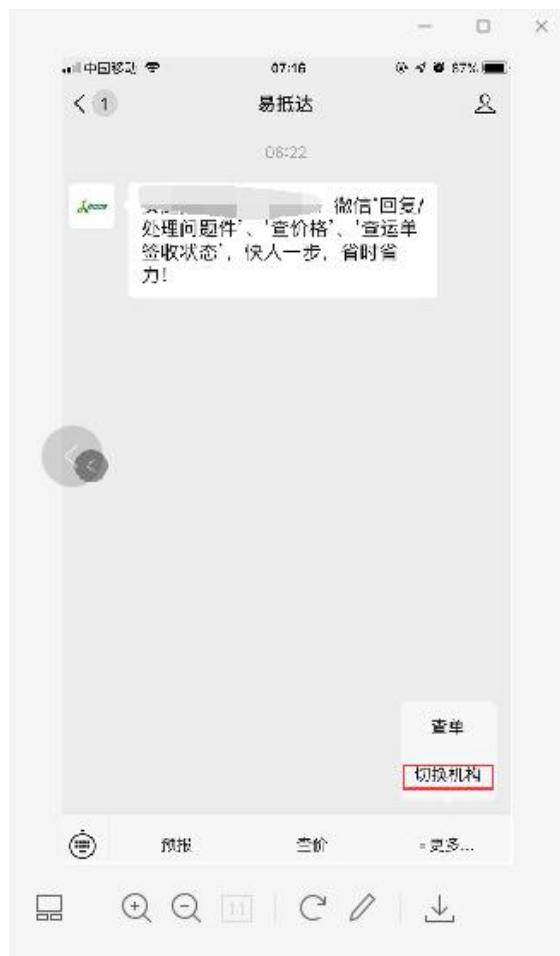 中国移动
07:16
87%
1
易抵达
06:22
微信'回复/
处理问题件'、'查价格'、'查运单
签收状态'，快人一步，省时省
力!
查单
切换机构
预报
查价
更多...
1:1